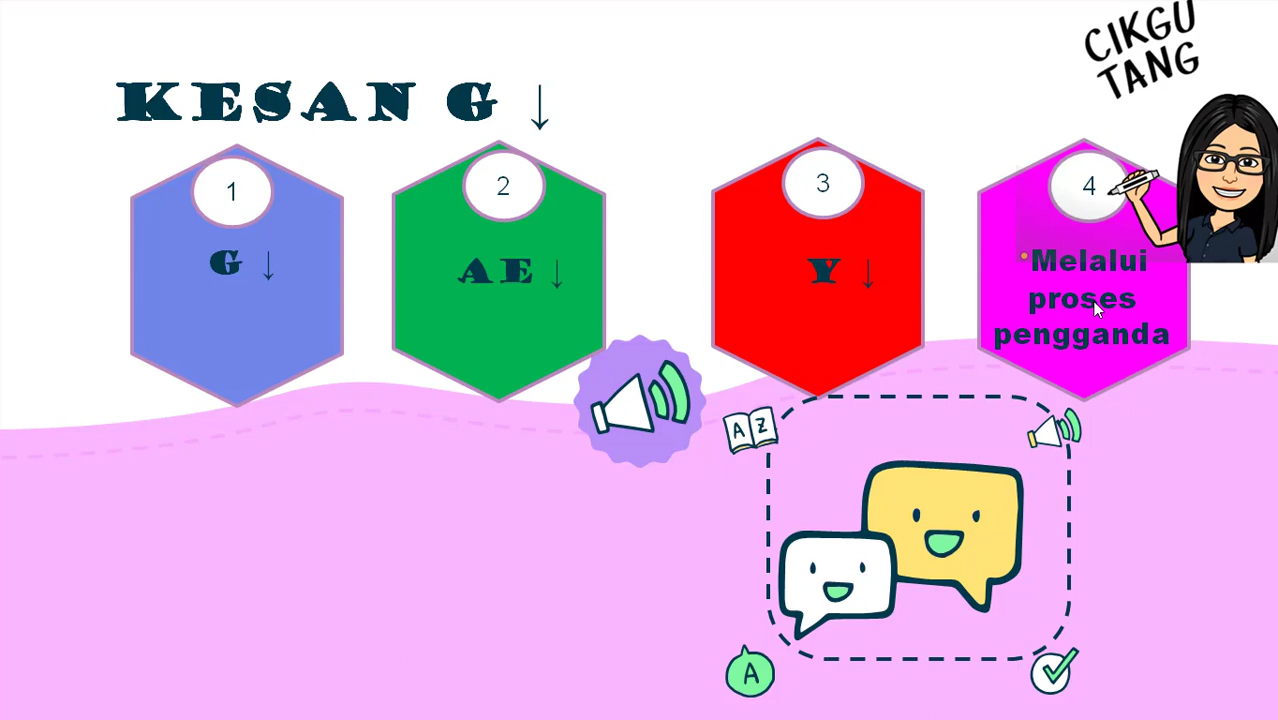 CIKGU
TANG
KESAN G ↓
1
G ↓
2
AE ↓
3
Y ↓
4
•Melalui
proses
pengganda
A Z
A